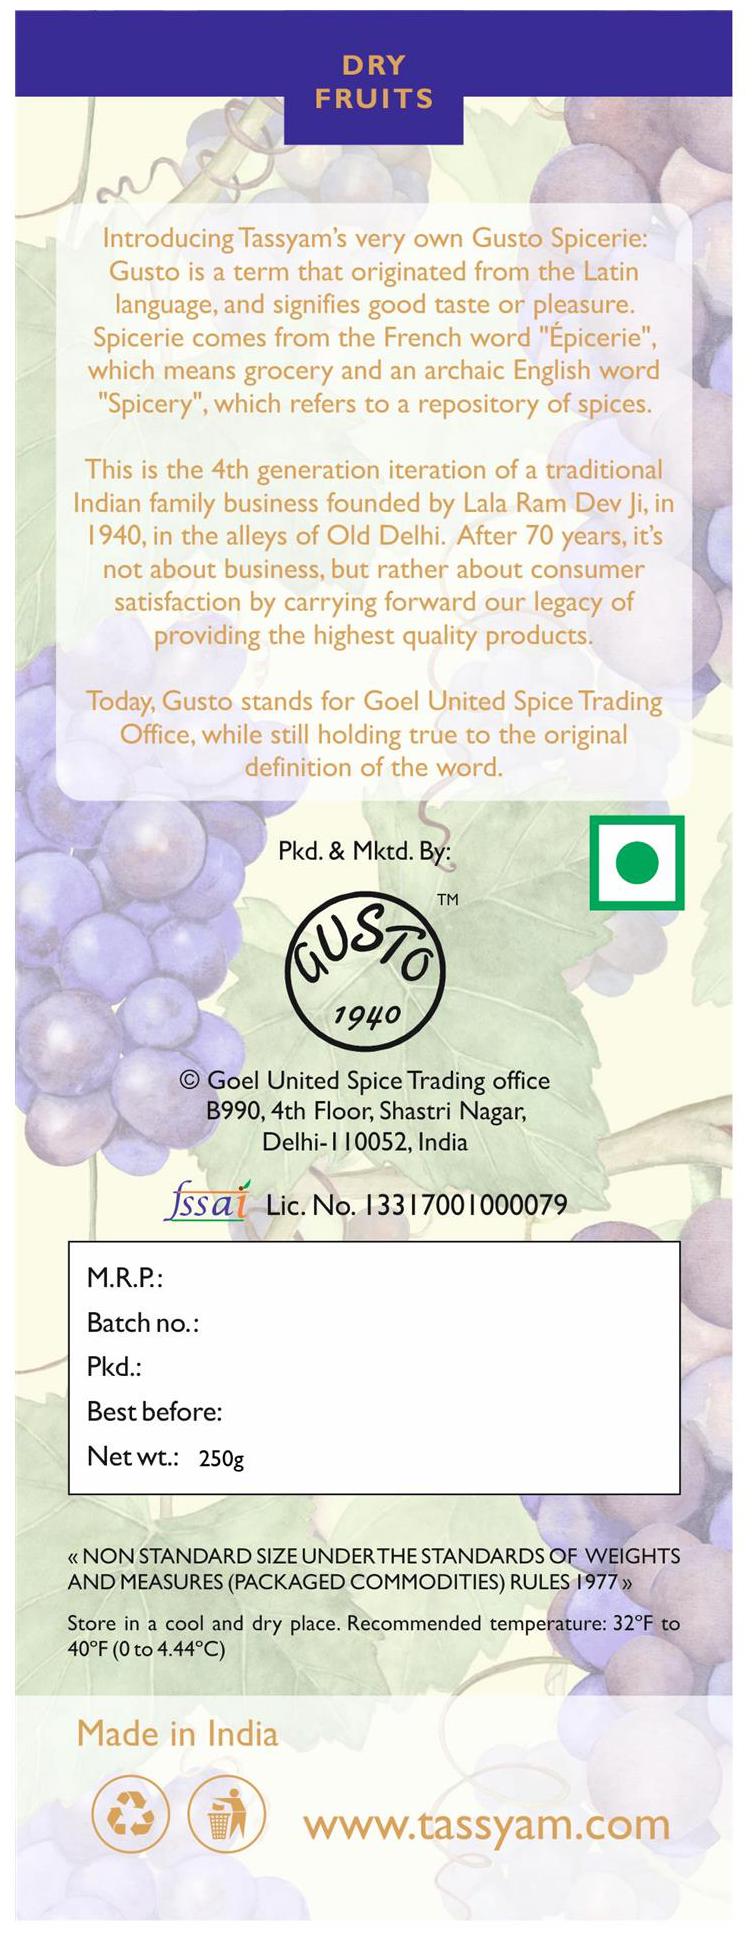 DRY
FRUITS
Introducing Tassyam's very own Gusto Spicerie:
Gusto is a term that originated from the Latin
language, and signifies good taste or pleasure.
Spicerie comes from the French word "Épicerie",
which means grocery and an archaic English word
"Spicery", which refers to a repository of spices.
This is the 4th generation iteration of a traditional
Indian family business founded by Lala Ram Dev Ji, in
1940, in the alleys of Old Delhi. After 70 years, it's
not about business, but rather about consumer
satisfaction by carrying forward our legacy of
providing the highest quality products.
Today, Gusto stands for Goel United Spice Trading
Office, while still holding true to the original
definition of the word.
Pkd. & Mktd. By:
GUSTO TM
1940
© Goel United Spice Trading office
B990, 4th Floor, Shastri Nagar,
Delhi-110052, India
fssai Lic. No. 13317001000079
M.R.P.:
Batch no.:
Pkd.:
Best before:
Net wt.: 250g
« NON STANDARD SIZE UNDER THE STANDARDS OF WEIGHTS
AND MEASURES (PACKAGED COMMODITIES) RULES 1977 »
Store in a cool and dry place. Recommended temperature: 32ºF to
40ºF (0 to 4.44ºC)
Made in India
www.tassyam.com